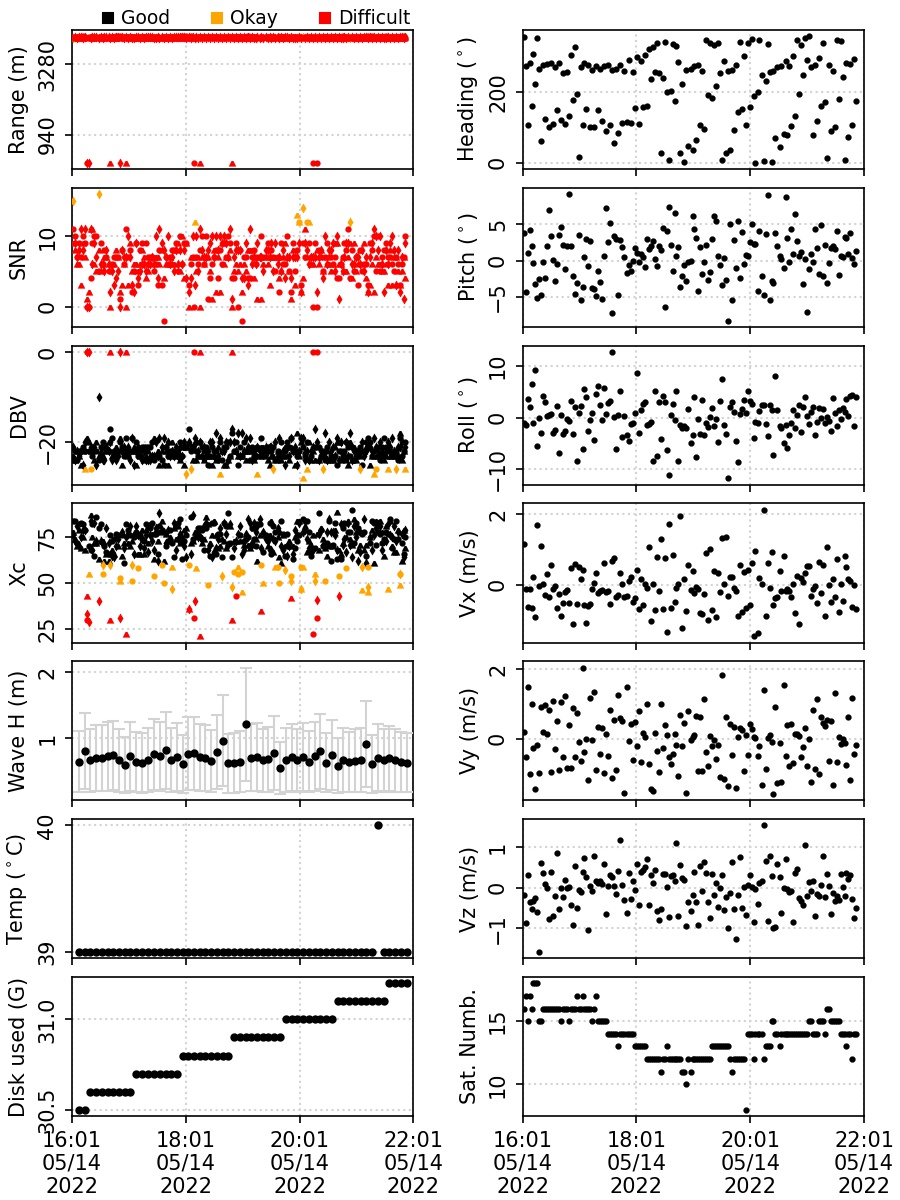 Good Okay Difficult
Range (m)
3280
940
Heading (°)
200
0
SNR
10
0
Pitch (°)
5
0
−5
DBV
0
−20
Roll (°)
10
0
−10
Xc
75
50
25
Vx (m/s)
2
0
Wave H (m)
2
1
Vy (m/s)
2
0
Temp (°C)
40
39
Vz (m/s)
1
0
−1
Disk used (G)
31.0
30.5
Sat. Numb.
15
10
16:01 18:01 20:01 22:01 16:01 18:01 20:01 22:01
05/14 05/14 05/14 05/14 05/14 05/14 05/14 05/14
2022 2022 2022 2022 2022 2022 2022 2022